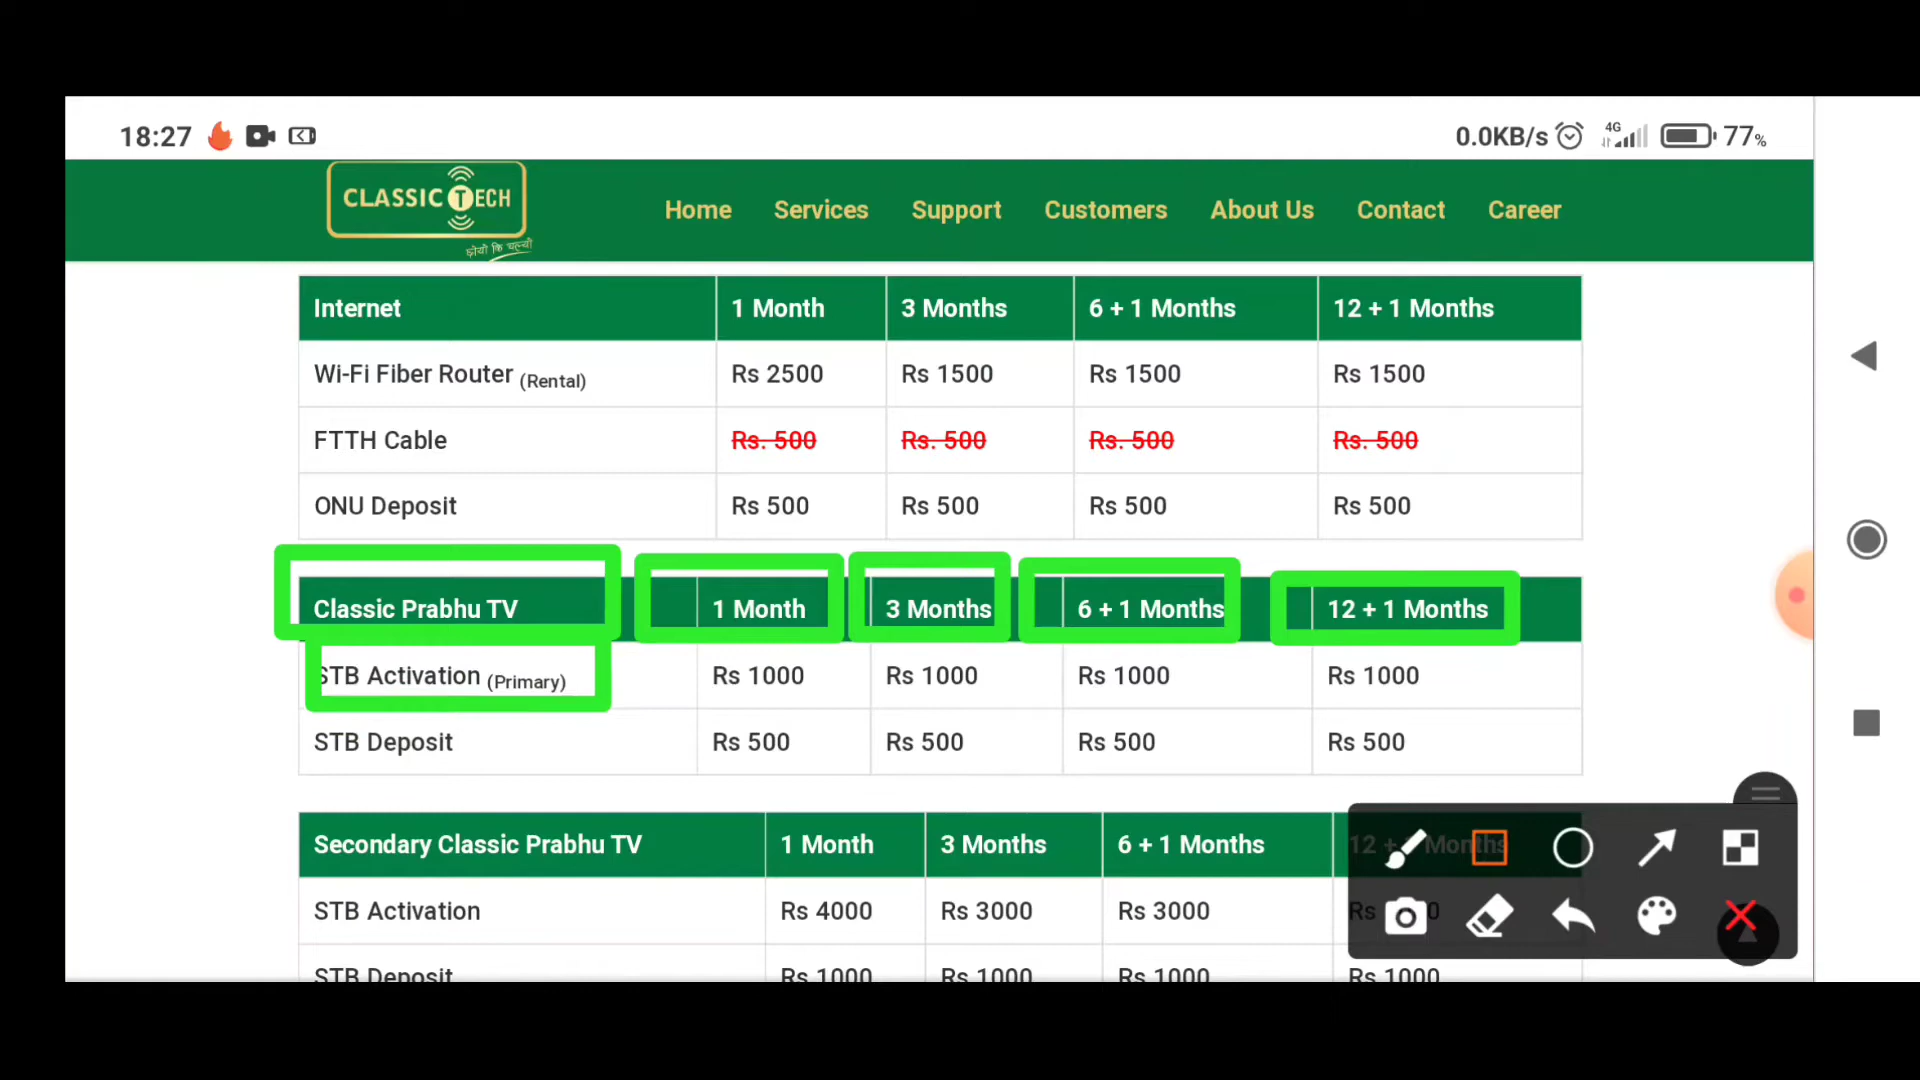 18:27 0.0KB/s 4G 77%
CLASSIC TECH
छोयो कि चल्यो
Home Services Support Customers About Us Contact Career
Internet 1 Month 3 Months 6 + 1 Months 12 + 1 Months
Wi-Fi Fiber Router (Rental) Rs 2500 Rs 1500 Rs 1500 Rs 1500
FTTH Cable Rs. 500 Rs. 500 Rs. 500 Rs. 500
ONU Deposit Rs 500 Rs 500 Rs 500 Rs 500
Classic Prabhu TV 1 Month 3 Months 6 + 1 Months 12 + 1 Months
STB Activation (Primary) Rs 1000 Rs 1000 Rs 1000 Rs 1000
STB Deposit Rs 500 Rs 500 Rs 500 Rs 500
Secondary Classic Prabhu TV 1 Month 3 Months 6 + 1 Months 12 + Months
STB Activation Rs 4000 Rs 3000 Rs 3000 Rs
STB Deposit Rs 1000 Rs 1000 Rs 1000 Rs 1000